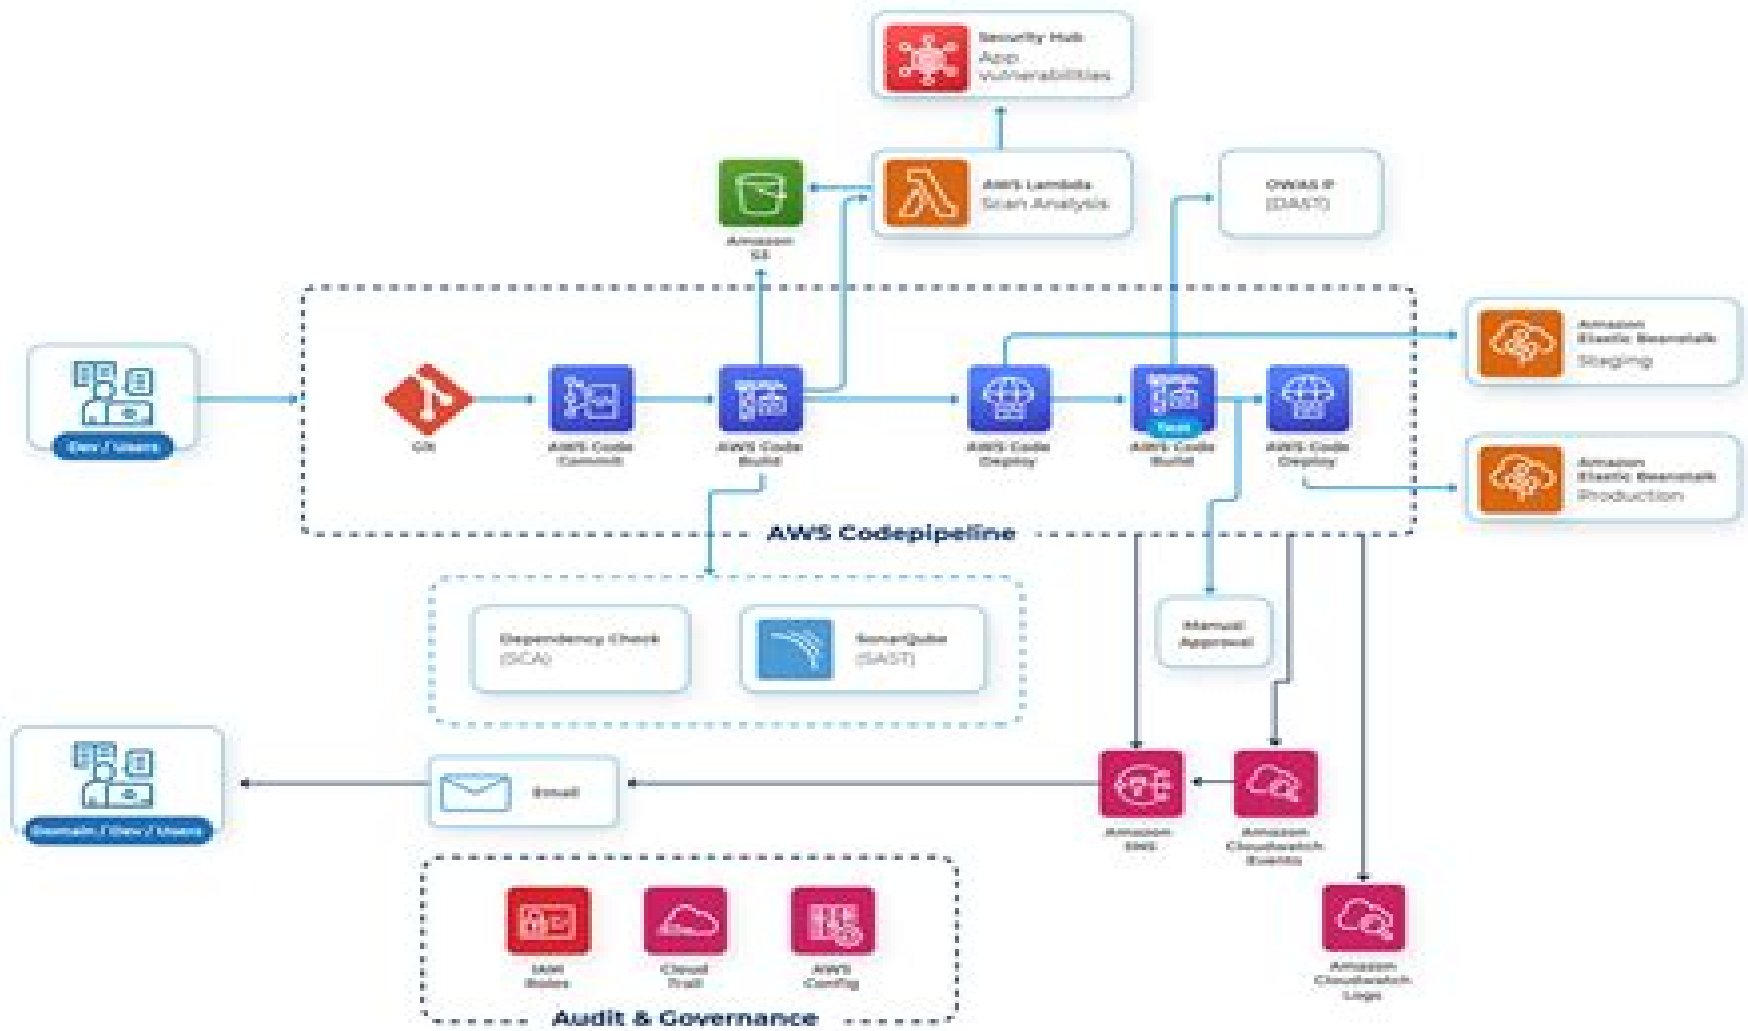 Security Hub
App
vulnerabilities
AWS Lambda
Scan Analysis
OWASP
(DAST)
Amazon
S3
Amazon
Elastic Beanstalk
Staging
Dev / Users
Git
AWS Code
Commit
AWS Code
Build
AWS Code
Deploy
Test
AWS Code
Build
AWS Code
Deploy
Amazon
Elastic Beanstalk
Production
AWS Codepipeline
Dependency Check
(SCA)
SonarQube
(SAST)
Manual
Approval
Domain / Dev / Users
Email
Amazon
SNS
Amazon
Cloudwatch
Events
IAM
Roles
Cloud
Trail
AWS
Config
Amazon
Cloudwatch
Logs
Audit & Governance